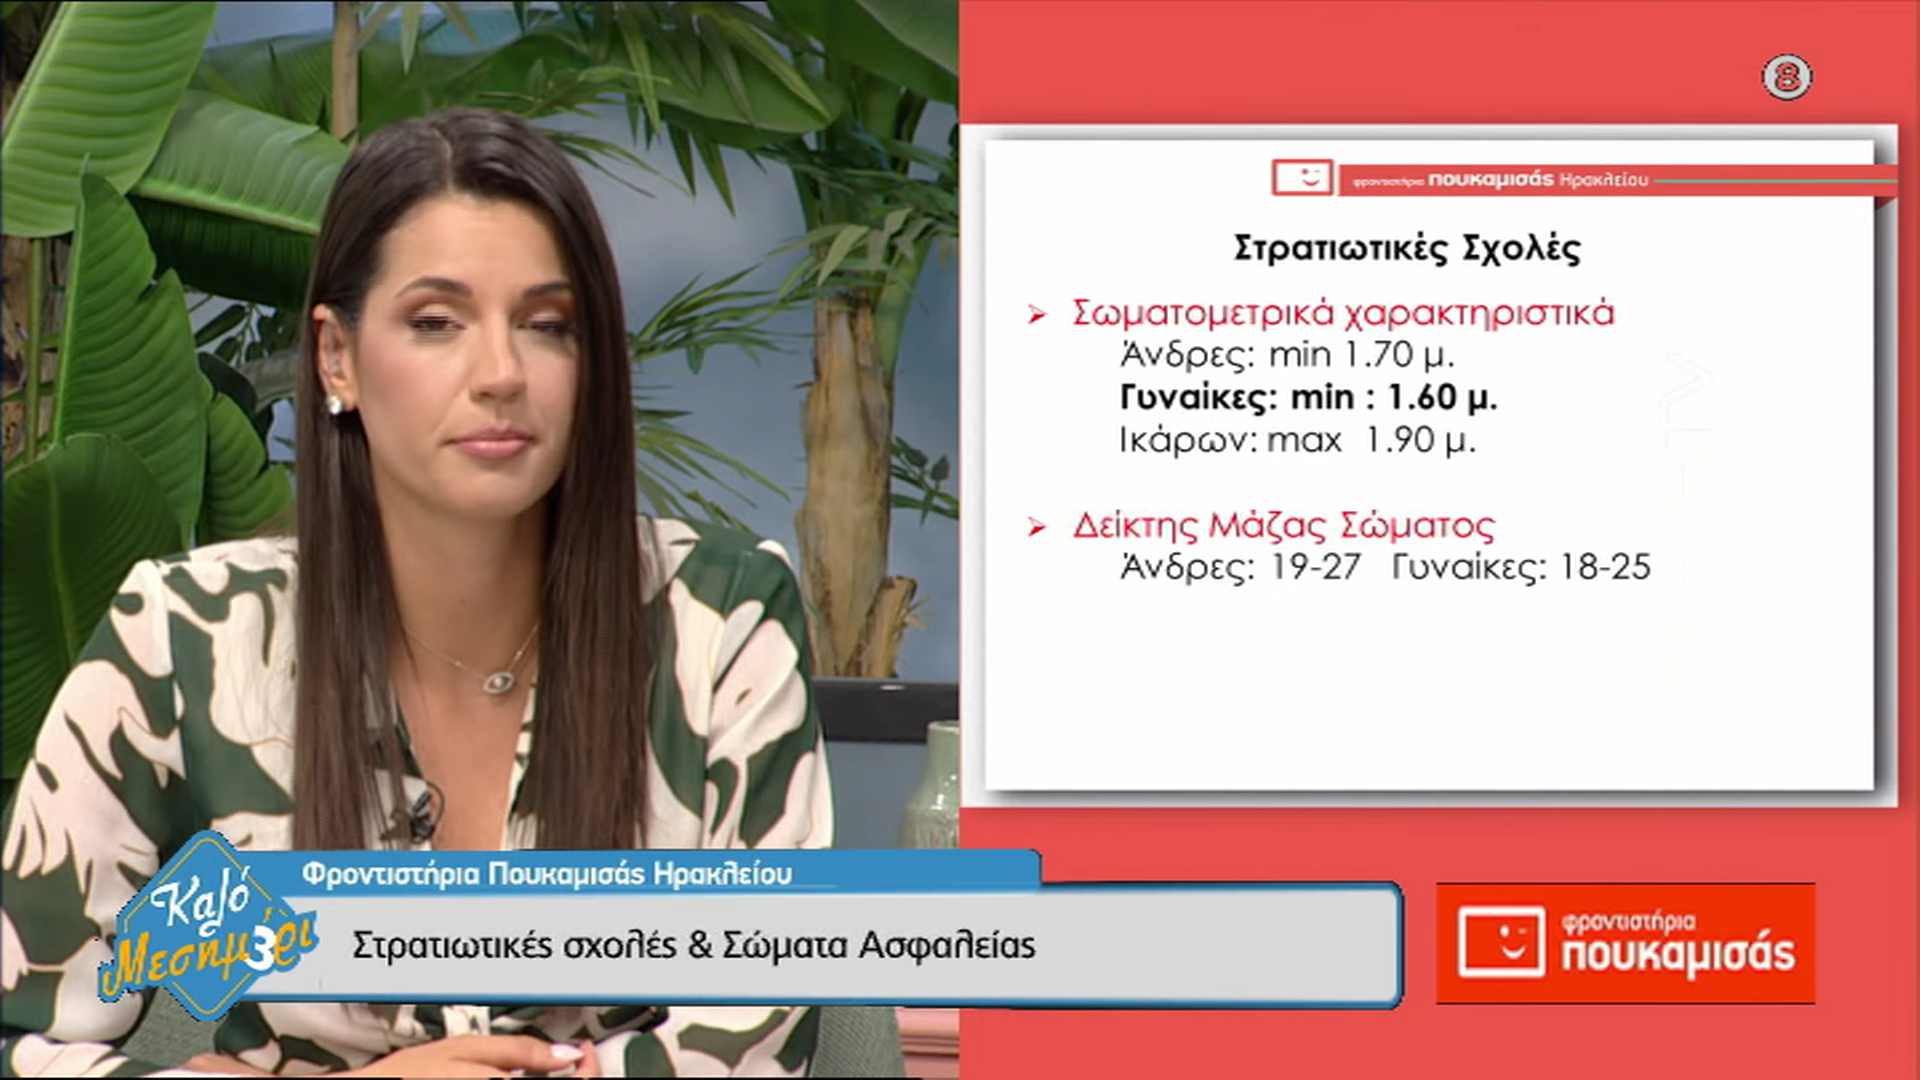 8
φροντιστήρια πουκαμισάς Ηρακλείου
Στρατιωτικές Σχολές
Σωματομετρικά χαρακτηριστικά
Άνδρες: min 1.70 μ.
Γυναίκες: min : 1.60 μ.
Ικάρων: max 1.90 μ.
Δείκτης Μάζας Σώματος
Άνδρες: 19-27 Γυναίκες: 18-25
Φροντιστήρια Πουκαμισάς Ηρακλείου
Καλό
Μεσημ3ρι
Στρατιωτικές σχολές & Σώματα Ασφαλείας
φροντιστήρια
πουκαμισάς